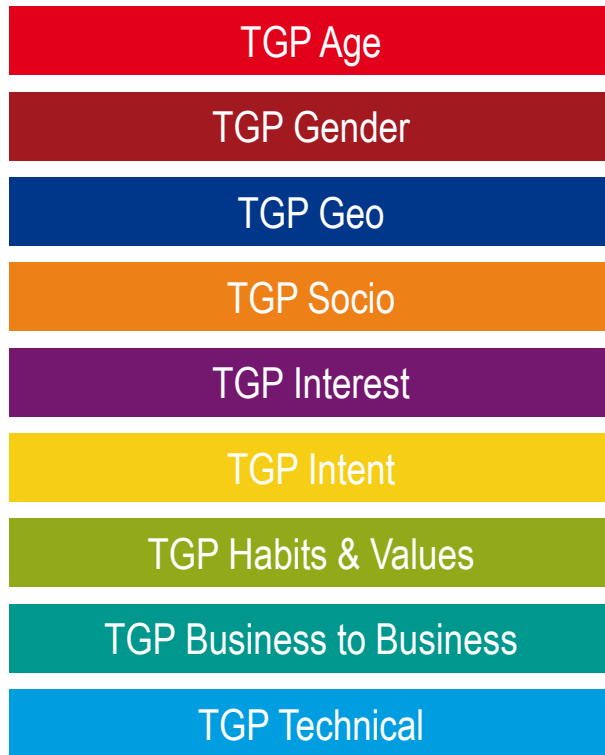 TGP Age
TGP Gender
TGP Geo
TGP Socio
TGP Interest
TGP Intent
TGP Habits & Values
TGP Business to Business
TGP Technical